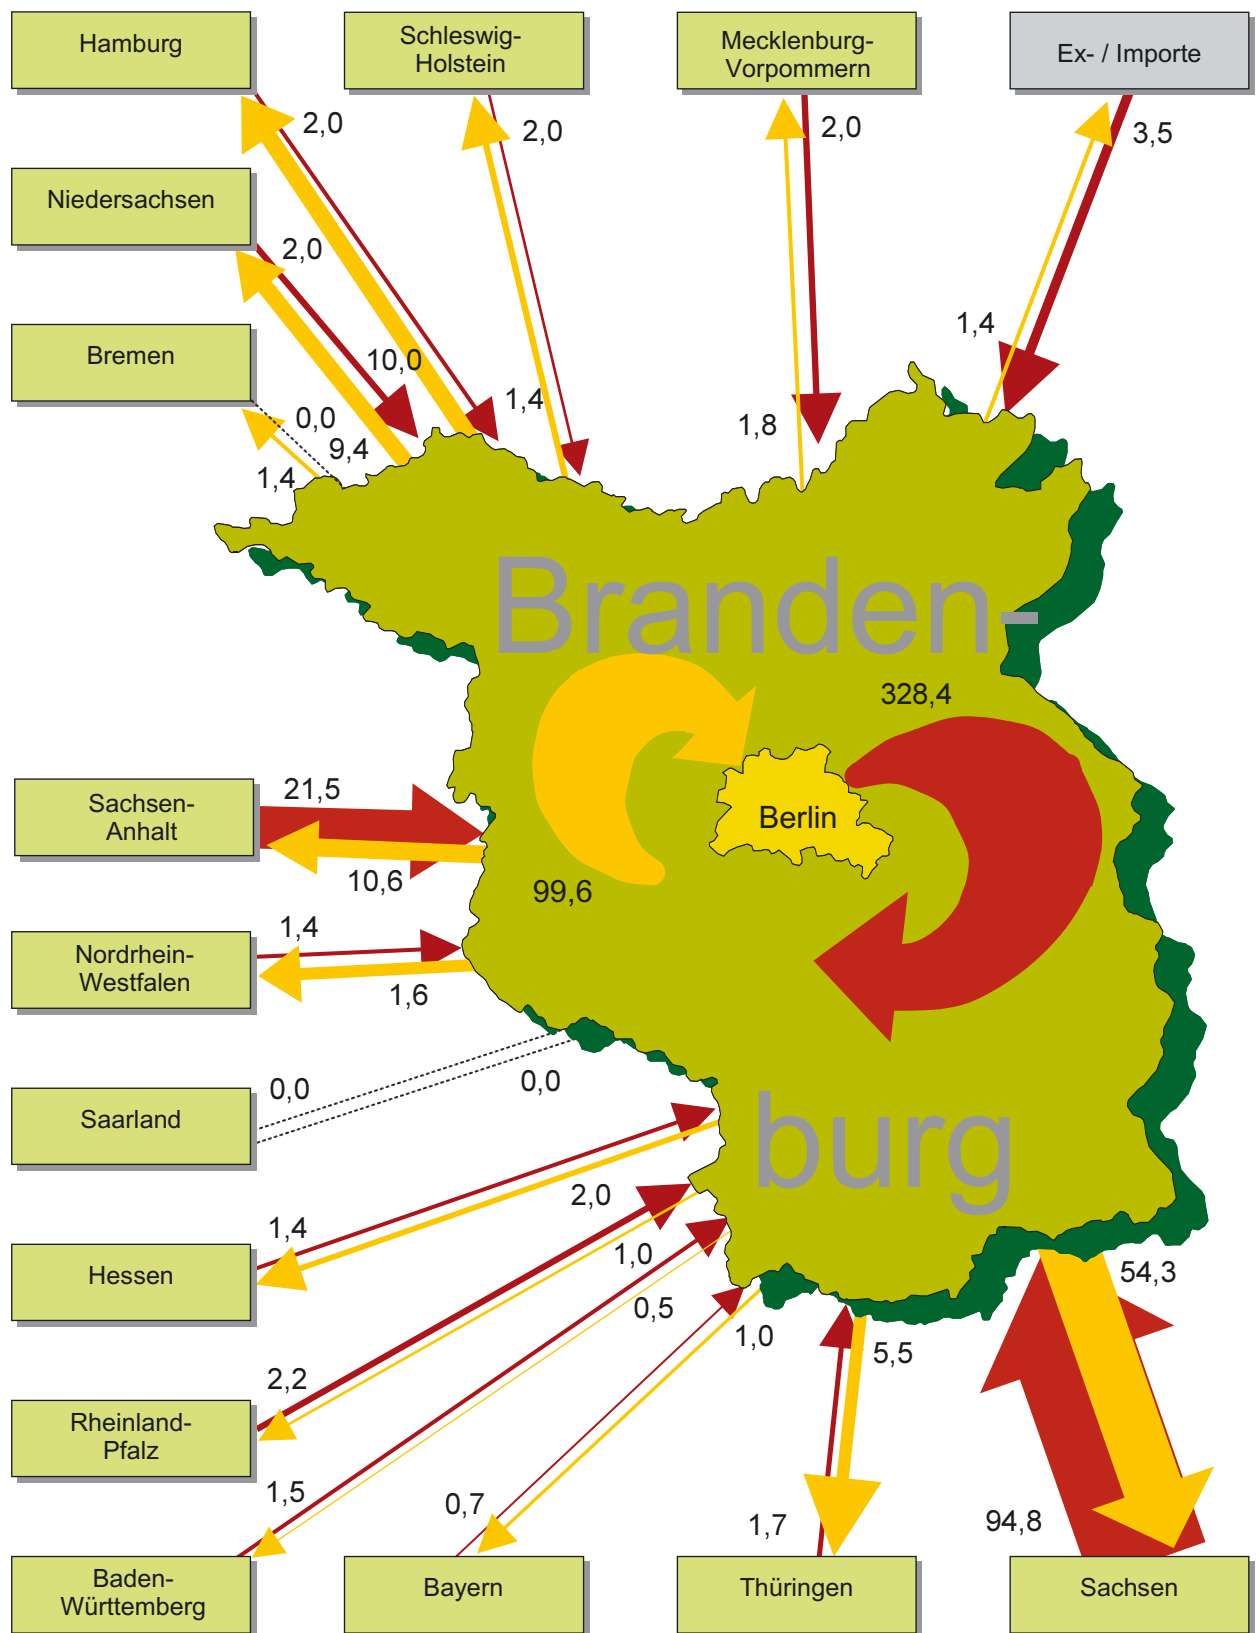 Hamburg
Schleswig-
Holstein
Mecklenburg-
Vorpommern
Ex- / Importe
2,0
2,0
2,0
3,5
Niedersachsen
2,0
1,4
Bremen
10,0
0,0
9,4
1,4
1,4
1,8
Branden-
328,4
Sachsen-
Anhalt
21,5
10,6
Berlin
99,6
Nordrhein-
Westfalen
1,4
1,6
Saarland
0,0
0,0
burg
Hessen
1,4
2,0
1,0
0,5
1,0
5,5
54,3
Rheinland-
Pfalz
2,2
1,5
0,7
1,7
94,8
Baden-
Württemberg
Bayern
Thüringen
Sachsen